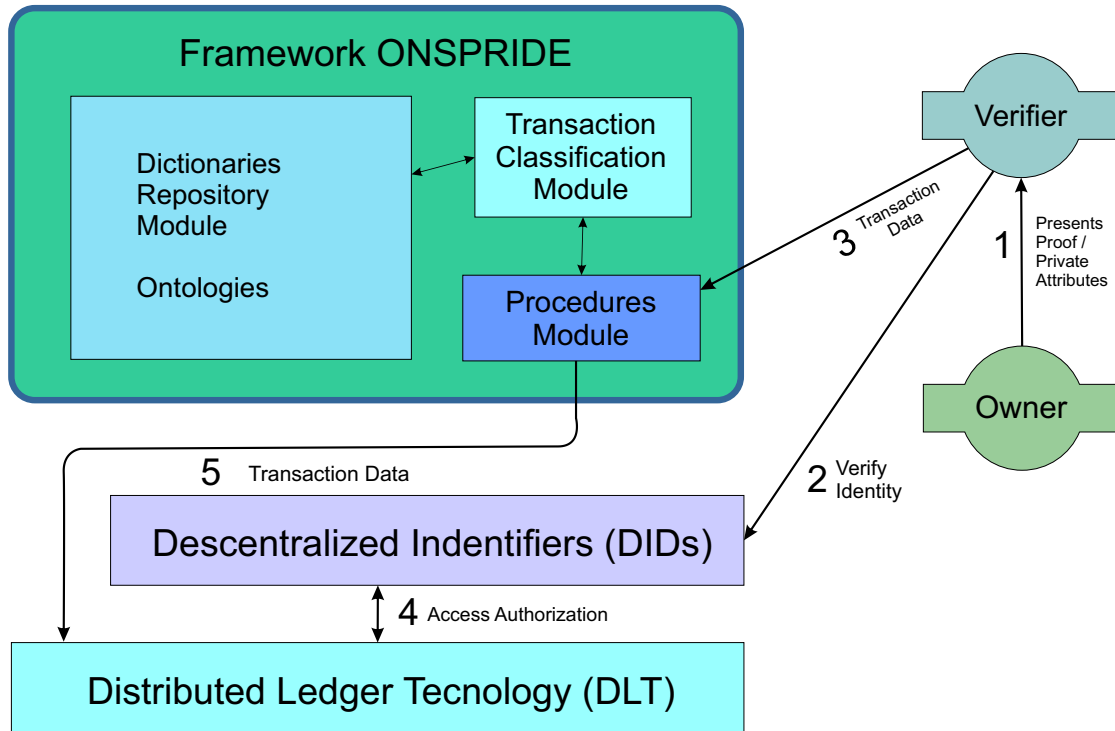 Framework ONSPRIDE
Dictionaries
Repository
Module
Ontologies
Transaction
Classification
Module
Procedures
Module
Verifier
3 Transaction
Data
1 Presents
Proof /
Private
Attributes
Owner
2 Verify
Identity
5 Transaction Data
Descentralized Indentifiers (DIDs)
4 Access Authorization
Distributed Ledger Tecnology (DLT)